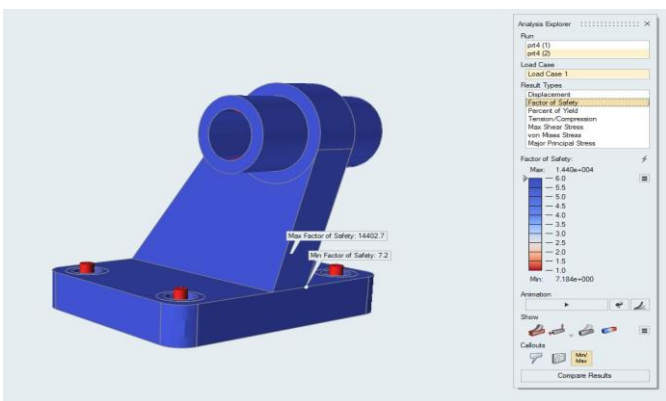 Analysis Explorer
Run
prt4 (1)
prt4 (2)
Load Case
Load Case 1
Result Types
Displacement
Factor of Safety
Percent of Yield
Tension/Compression
Max Shear Stress
von Mises Stress
Major Principal Stress
Factor of Safety:
Max: 1.440e+004
6.0
5.5
5.0
4.5
4.0
3.5
3.0
2.5
2.0
1.5
1.0
Min: 7.184e+000
Animation
Show
Callouts
Min/
Max
Compare Results
Max Factor of Safety: 14402.7
Min Factor of Safety: 7.2